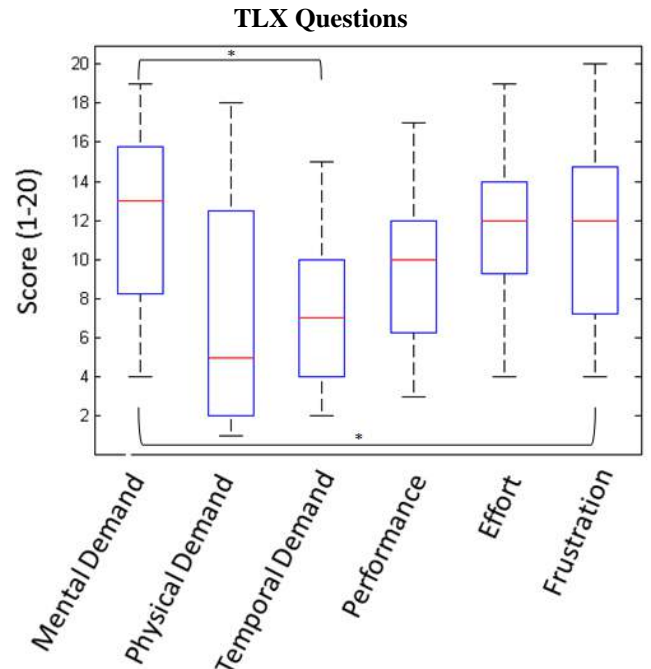 TLX Questions
*
20
18
16
14
12
10
8
6
4
2
Score (1-20)
*
Mental Demand
Physical Demand
Temporal Demand
Performance
Effort
Frustration